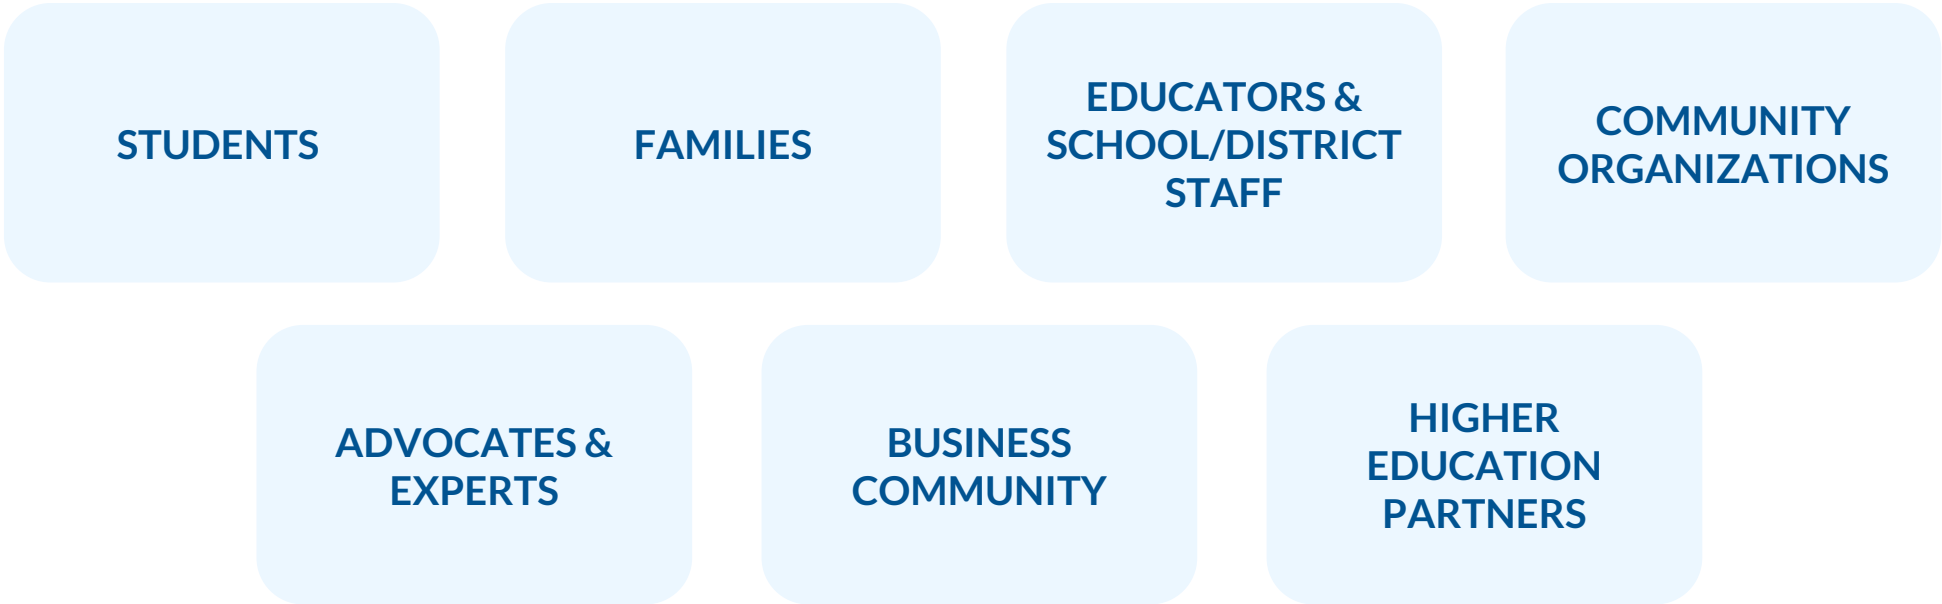 STUDENTS
FAMILIES
EDUCATORS &
SCHOOL/DISTRICT
STAFF
COMMUNITY
ORGANIZATIONS
ADVOCATES &
EXPERTS
BUSINESS
COMMUNITY
HIGHER
EDUCATION
PARTNERS